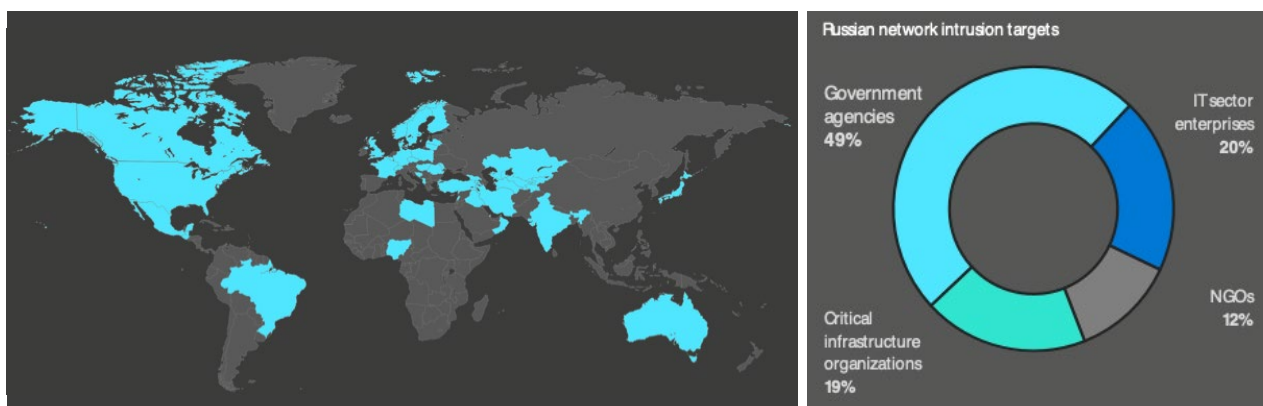 Russian network intrusion targets
Government
agencies
49%
IT sector
enterprises
20%
NGOs
12%
Critical
infrastructure
organizations
19%